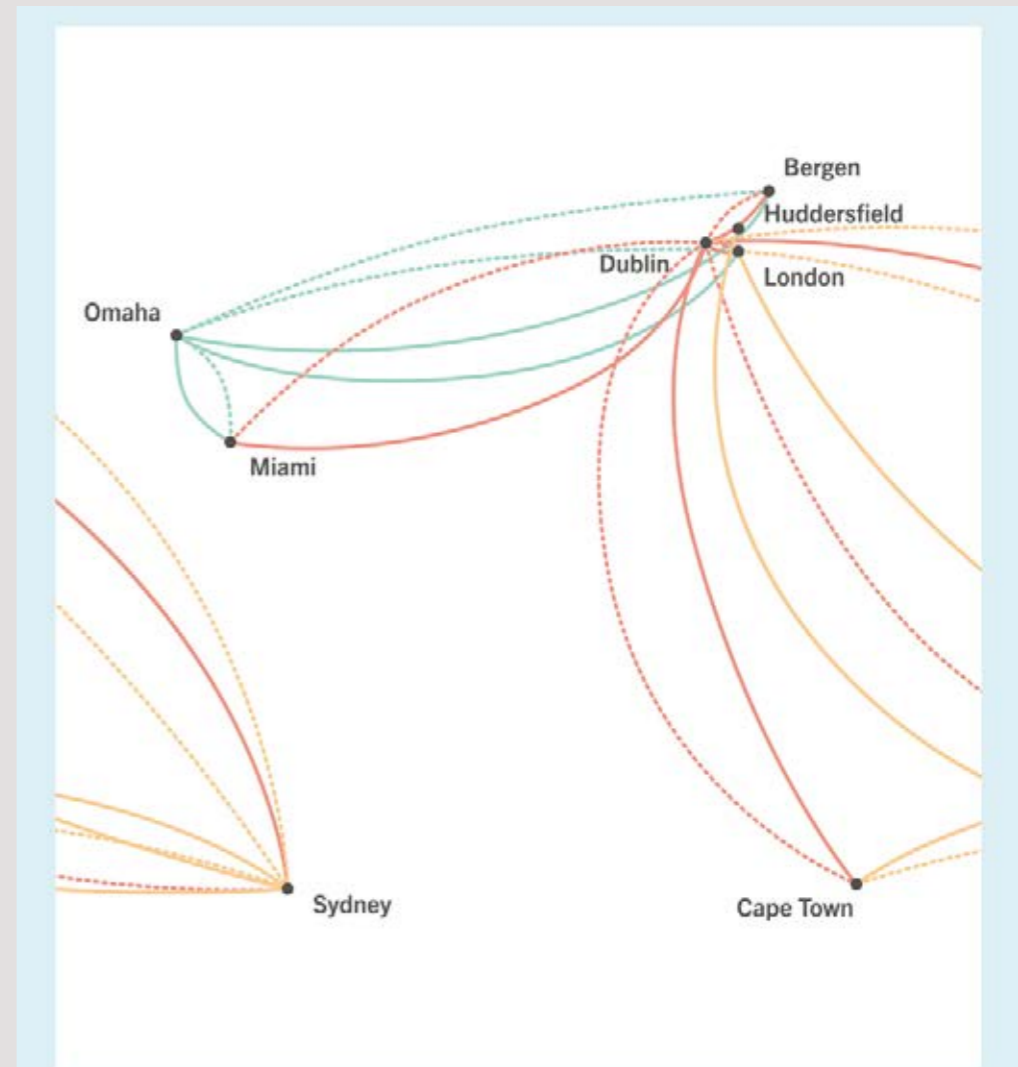 Bergen
Huddersfield
Dublin
London
Omaha
Miami
Sydney
Cape Town